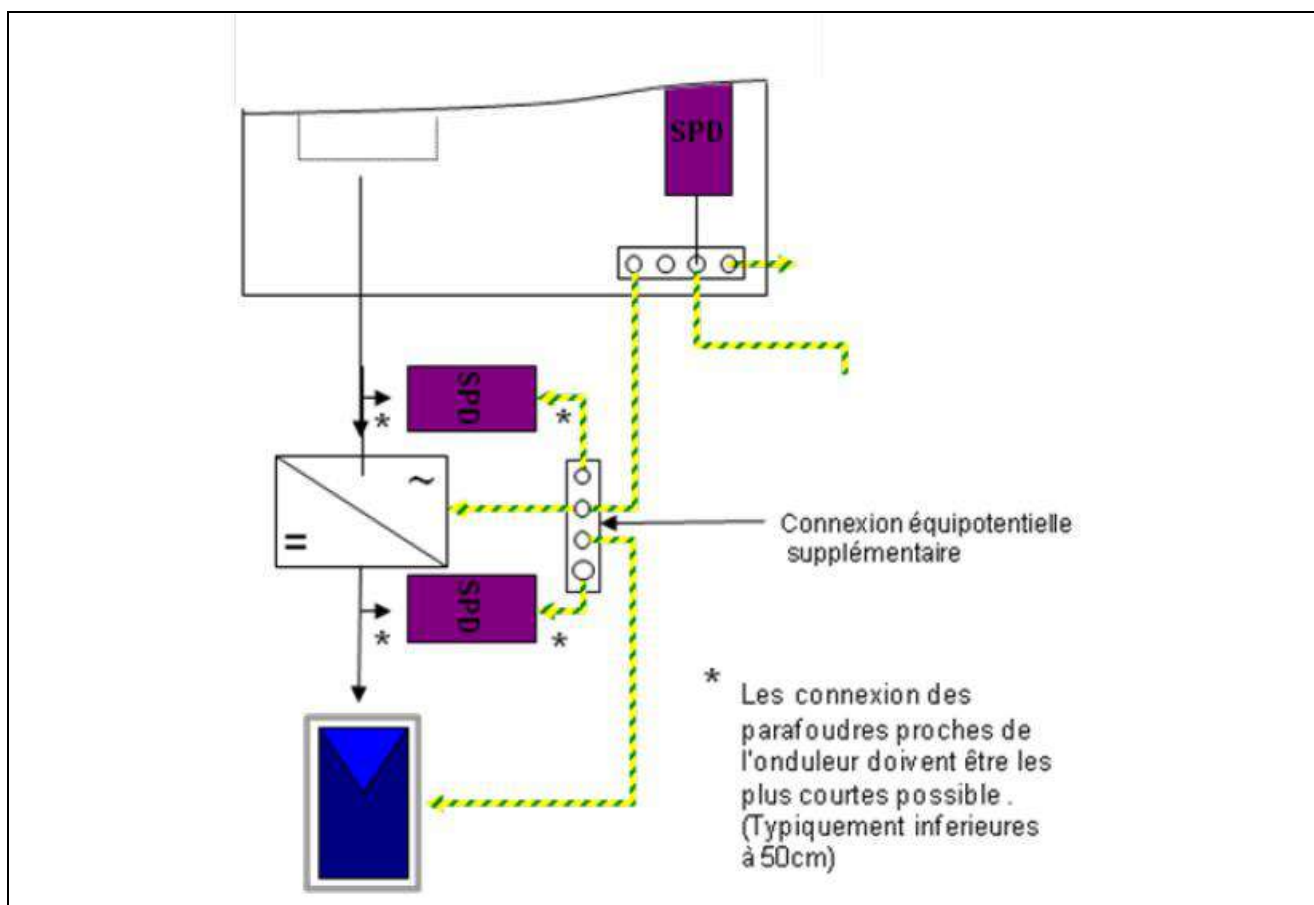 SPD
*
SPD
*
~
=
Connexion équipotentielle
supplémentaire
*
SPD
*
* Les connexion des
parafoudres proches de
l'onduleur doivent être les
plus courtes possible .
(Typiquement inferieures
à 50cm)